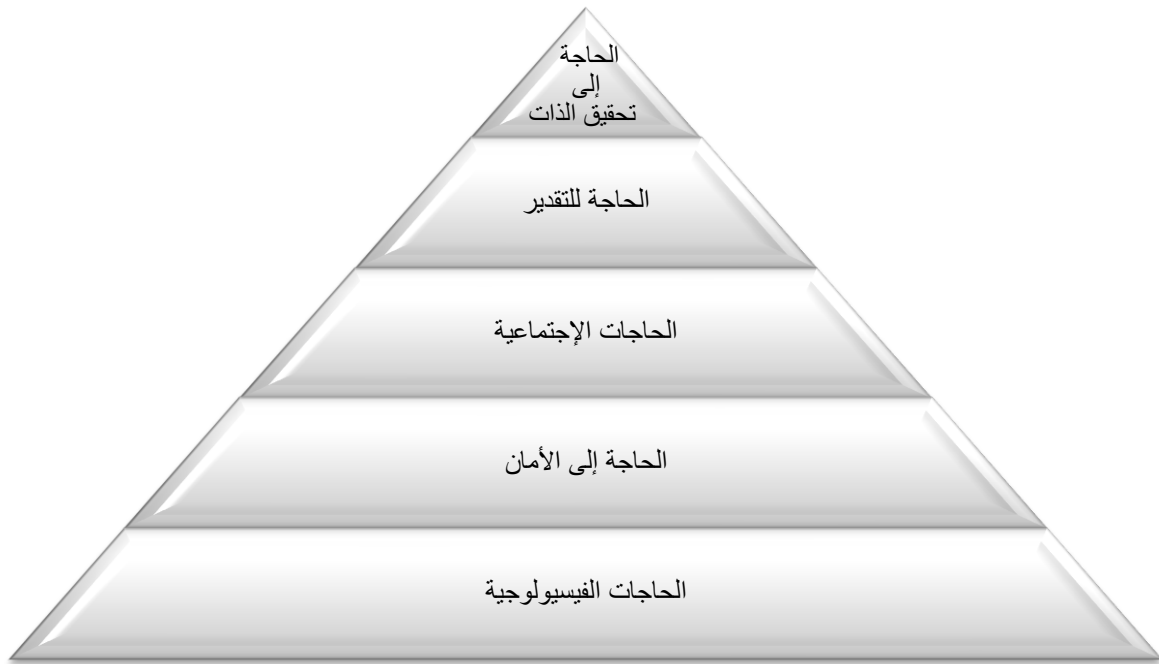 الحاجة
إلى
تحقيق الذات
الحاجة للتقدير
الحاجات الإجتماعية
الحاجة إلى الأمان
الحاجات الفيسيولوجية